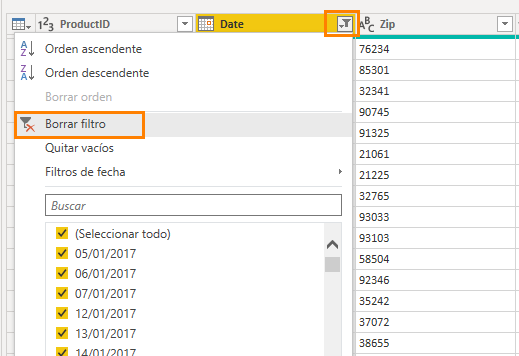 1²3 ProductID Date ABC Zip
Orden ascendente
Orden descendente
Borrar orden
Borrar filtro
Quitar vacíos
Filtros de fecha
Buscar
(Seleccionar todo)
05/01/2017
06/01/2017
07/01/2017
12/01/2017
13/01/2017
14/01/2017
76234
85301
32341
90745
91325
21061
21225
32765
93033
93103
58504
92346
35242
37072
38655